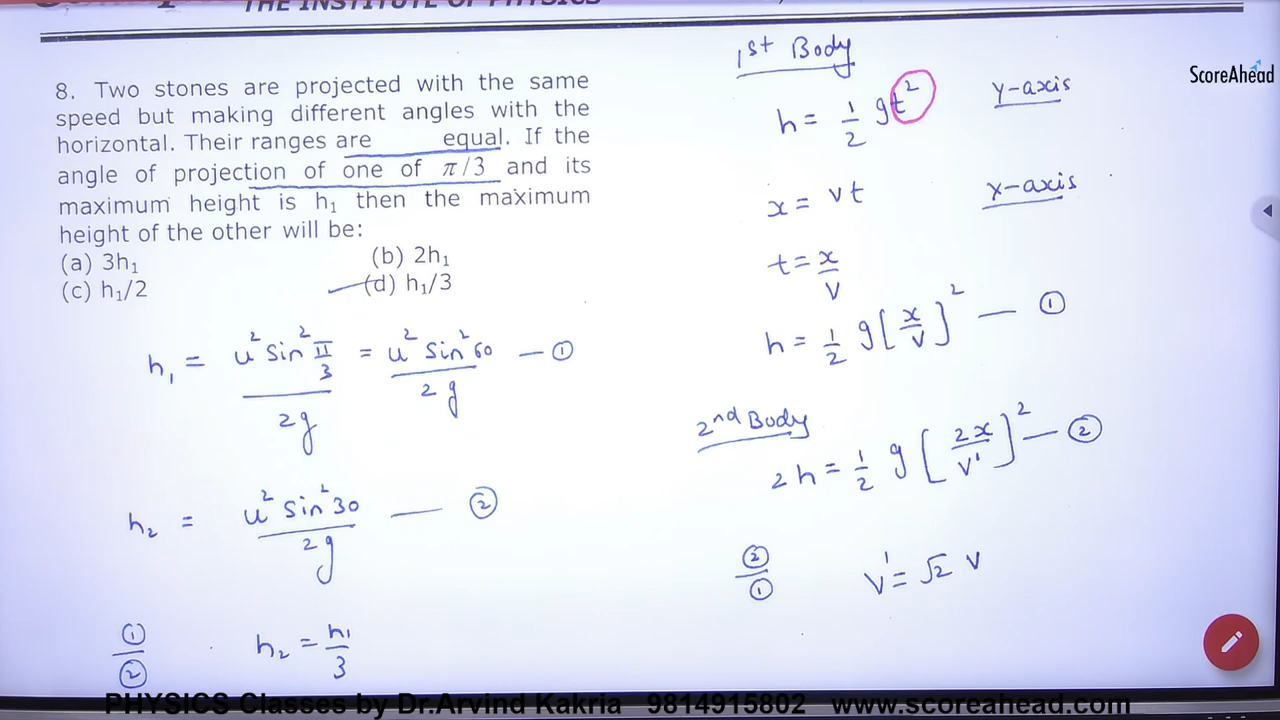 THE INSTITUTE OF PHYSICS
ScoreAhead
8. Two stones are projected with the same
speed but making different angles with the
horizontal. Their ranges are equal. If the
angle of projection of one of π/3 and its
maximum height is h₁ then the maximum
height of the other will be:
(a) 3h₁ (b) 2h₁
(c) h₁/2 (d) h₁/3
h₁ = u² sin² π/3 / 2g = u² sin² 60 / 2g — ①
h₂ = u² sin² 30 / 2g — ②
①/② h₂ = h₁/3
1st Body
h = 1/2 gt² y-axis
x = vt x-axis
t = x/v
h = 1/2 g[x/v]² — ①
2nd Body
2h = 1/2 g[2x/v']² — ②
②/① v' = √2 v
PHYSICS Classes by Dr.Arvind Kakria 9814915802 www.scoreahead.com